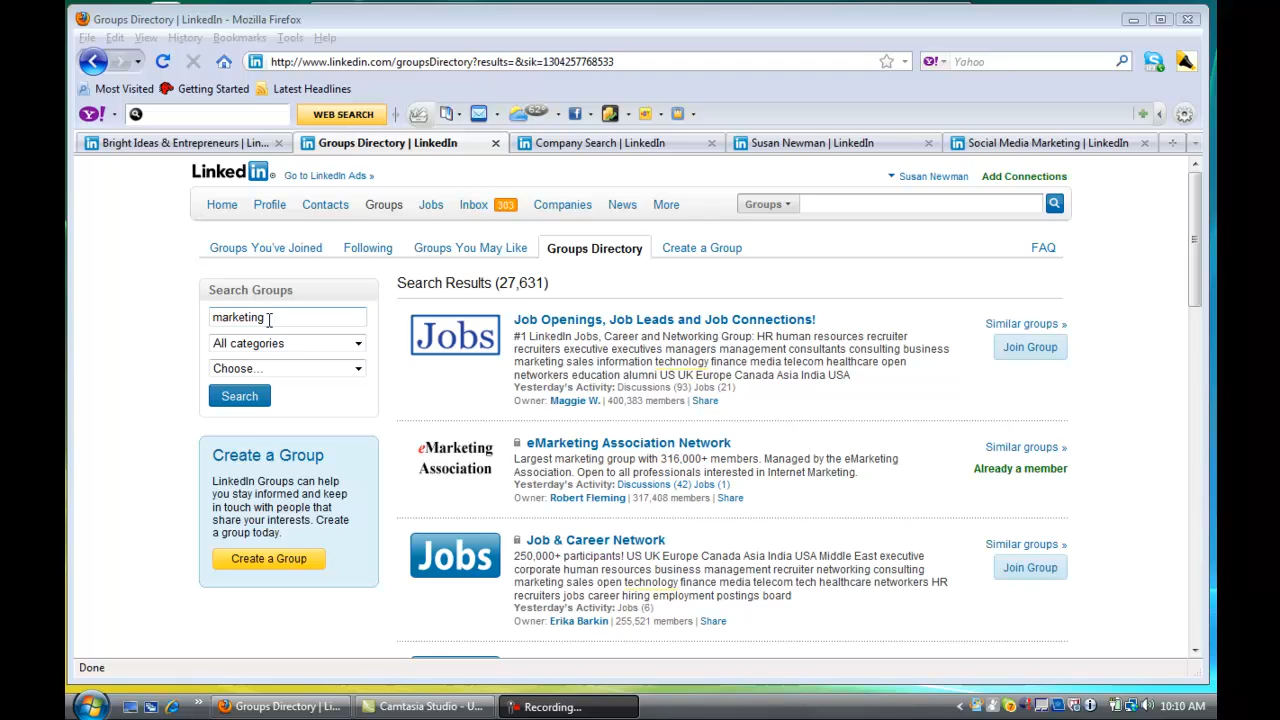 Groups Directory | LinkedIn - Mozilla Firefox
File Edit View History Bookmarks Tools Help
http://www.linkedin.com/groupsDirectory?results=&sik=1304257768533
Yahoo
Most Visited Getting Started Latest Headlines
Y! WEB SEARCH 62°
Bright Ideas & Entrepreneurs | Lin... Groups Directory | LinkedIn Company Search | LinkedIn Susan Newman | LinkedIn Social Media Marketing | LinkedIn
LinkedIn Go to LinkedIn Ads » Susan Newman Add Connections
Home Profile Contacts Groups Jobs Inbox 303 Companies News More Groups
Groups You've Joined Following Groups You May Like Groups Directory Create a Group FAQ
Search Groups
marketing
All categories
Choose...
Search
Create a Group
LinkedIn Groups can help
you stay informed and keep
in touch with people that
share your interests. Create
a group today.
Create a Group
Search Results (27,631)
Jobs
Job Openings, Job Leads and Job Connections!
#1 LinkedIn Jobs, Career and Networking Group: HR human resources recruiter
recruiters executive executives managers management consultants consulting business
marketing sales information technology finance media telecom healthcare open
networkers education alumni US UK Europe Canada Asia India USA
Yesterday's Activity: Discussions (93) Jobs (21)
Owner: Maggie W. | 400,383 members | Share
Similar groups »
Join Group
eMarketing
Association
eMarketing Association Network
Largest marketing group with 316,000+ members. Managed by the eMarketing
Association. Open to all professionals interested in Internet Marketing.
Yesterday's Activity: Discussions (42) Jobs (1)
Owner: Robert Fleming | 317,408 members | Share
Similar groups »
Already a member
Jobs
Job & Career Network
250,000+ participants! US UK Europe Canada Asia India USA Middle East executive
corporate human resources business management recruiter networking consulting
marketing sales open technology finance media telecom tech healthcare networkers HR
recruiters jobs career hiring employment postings board
Yesterday's Activity: Jobs (6)
Owner: Erika Barkin | 255,521 members | Share
Similar groups »
Join Group
Done
Groups Directory | Li... Camtasia Studio - U... Recording... 10:10 AM